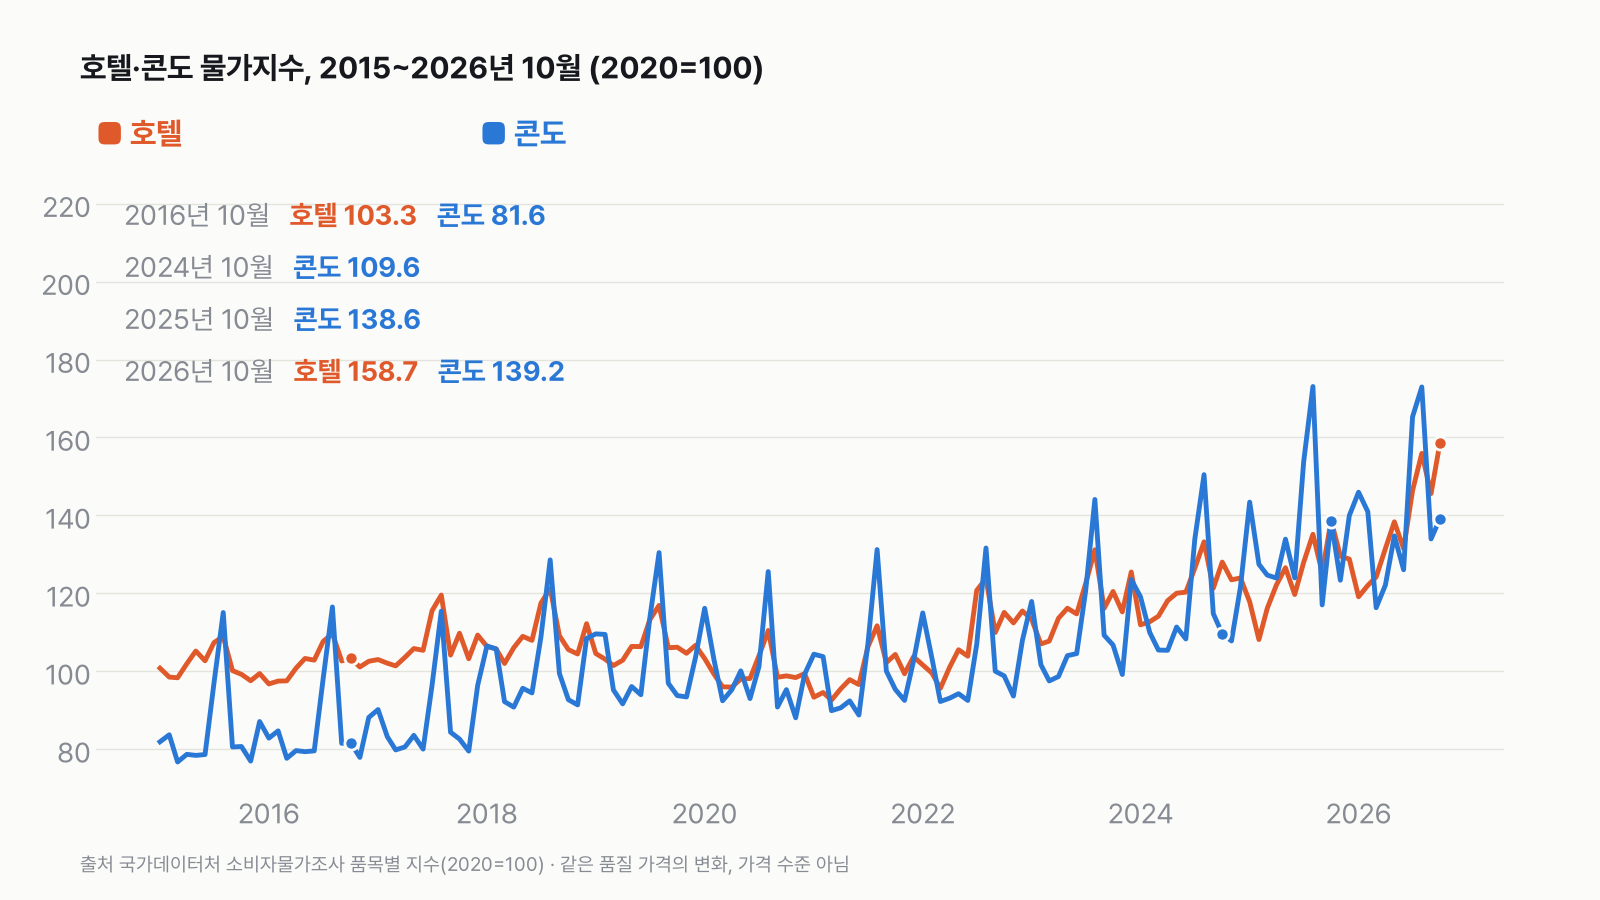 호텔·콘도 물가지수, 2015~2026년 10월 (2020=100)
호텔 콘도
220
2016년 10월 호텔 103.3 콘도 81.6
2024년 10월 콘도 109.6
200
2025년 10월 콘도 138.6
180
2026년 10월 호텔 158.7 콘도 139.2
160
140
120
100
80
2016 2018 2020 2022 2024 2026
출처 국가데이터처 소비자물가조사 품목별 지수(2020=100) · 같은 품질 가격의 변화, 가격 수준 아님